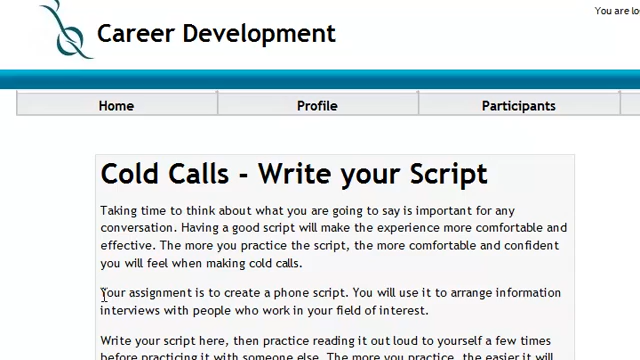 You are lo
Career Development
Home Profile Participants
Cold Calls - Write your Script
Taking time to think about what you are going to say is important for any
conversation. Having a good script will make the experience more comfortable and
effective. The more you practice the script, the more comfortable and confident
you will feel when making cold calls.
Your assignment is to create a phone script. You will use it to arrange information
interviews with people who work in your field of interest.
Write your script here, then practice reading it out loud to yourself a few times
before practicing it with someone else. The more you practice, the easier it will